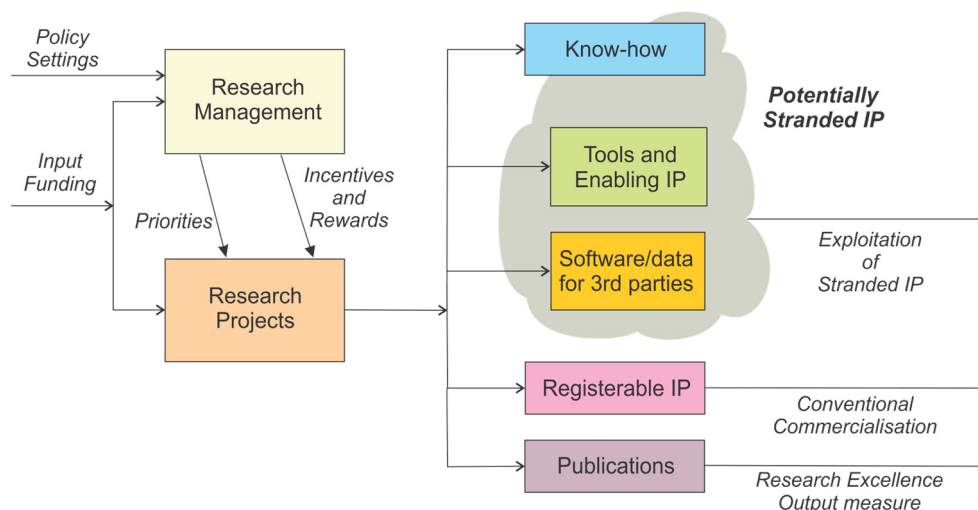 Policy
Settings
Research
Management
Input
Funding
Priorities
Incentives
and
Rewards
Research
Projects
Know-how
Potentially
Stranded IP
Tools and
Enabling IP
Software/data
for 3rd parties
Exploitation
of
Stranded IP
Registerable IP
Conventional
Commercialisation
Publications
Research Excellence
Output measure